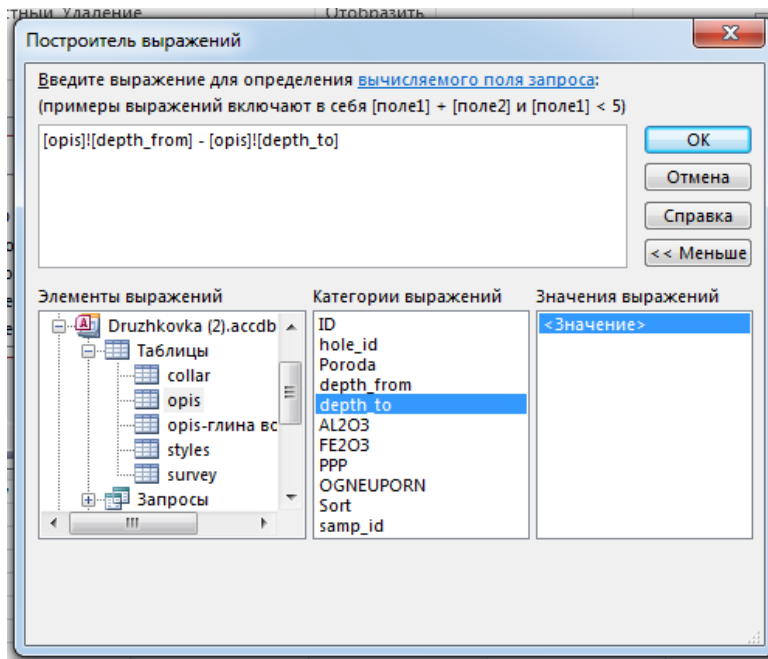 Удаление
Отобразить
Построитель выражений
Введите выражение для определения вычисляемого поля запроса:
(примеры выражений включают в себя [поле1] + [поле2] и [поле1] < 5)
[opis]![depth_from] - [opis]![depth_to]
OK
Отмена
Справка
<< Меньше
Элементы выражений
Категории выражений
Значения выражений
Druzhkovka (2).accdb
Таблицы
collar
opis
opis-глина вс
styles
survey
Запросы
ID
hole_id
Poroda
depth_from
depth_to
AL2O3
FE2O3
PPP
OGNEUPORN
Sort
samp_id
<Значение>